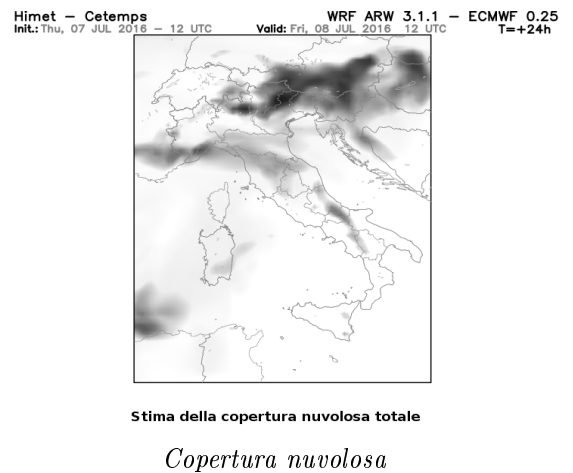 Himet – Cetemps WRF ARW 3.1.1 – ECMWF 0.25
Init.: Thu, 07 JUL 2016 – 12 UTC Valid: Fri, 08 JUL 2016 12 UTC T=+24h
Stima della copertura nuvolosa totale
Copertura nuvolosa